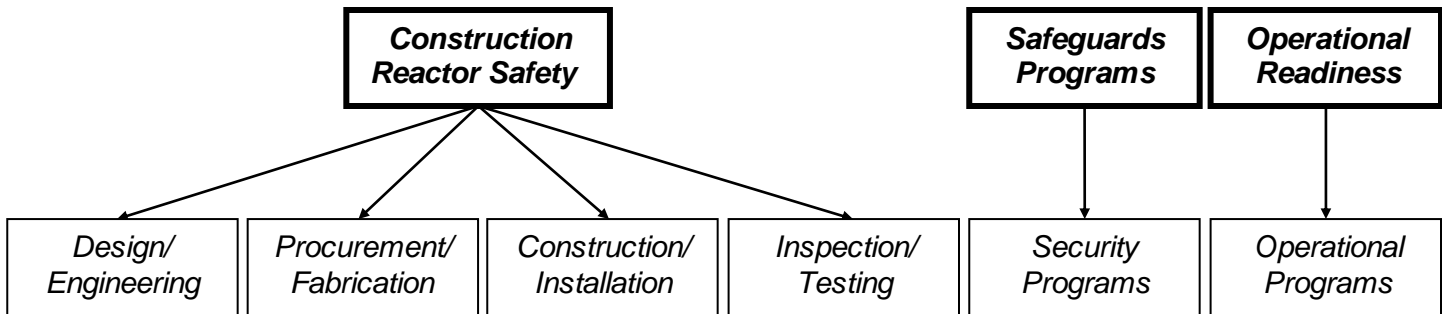 Construction
Reactor Safety
Safeguards
Programs
Operational
Readiness
Design/
Engineering
Procurement/
Fabrication
Construction/
Installation
Inspection/
Testing
Security
Programs
Operational
Programs